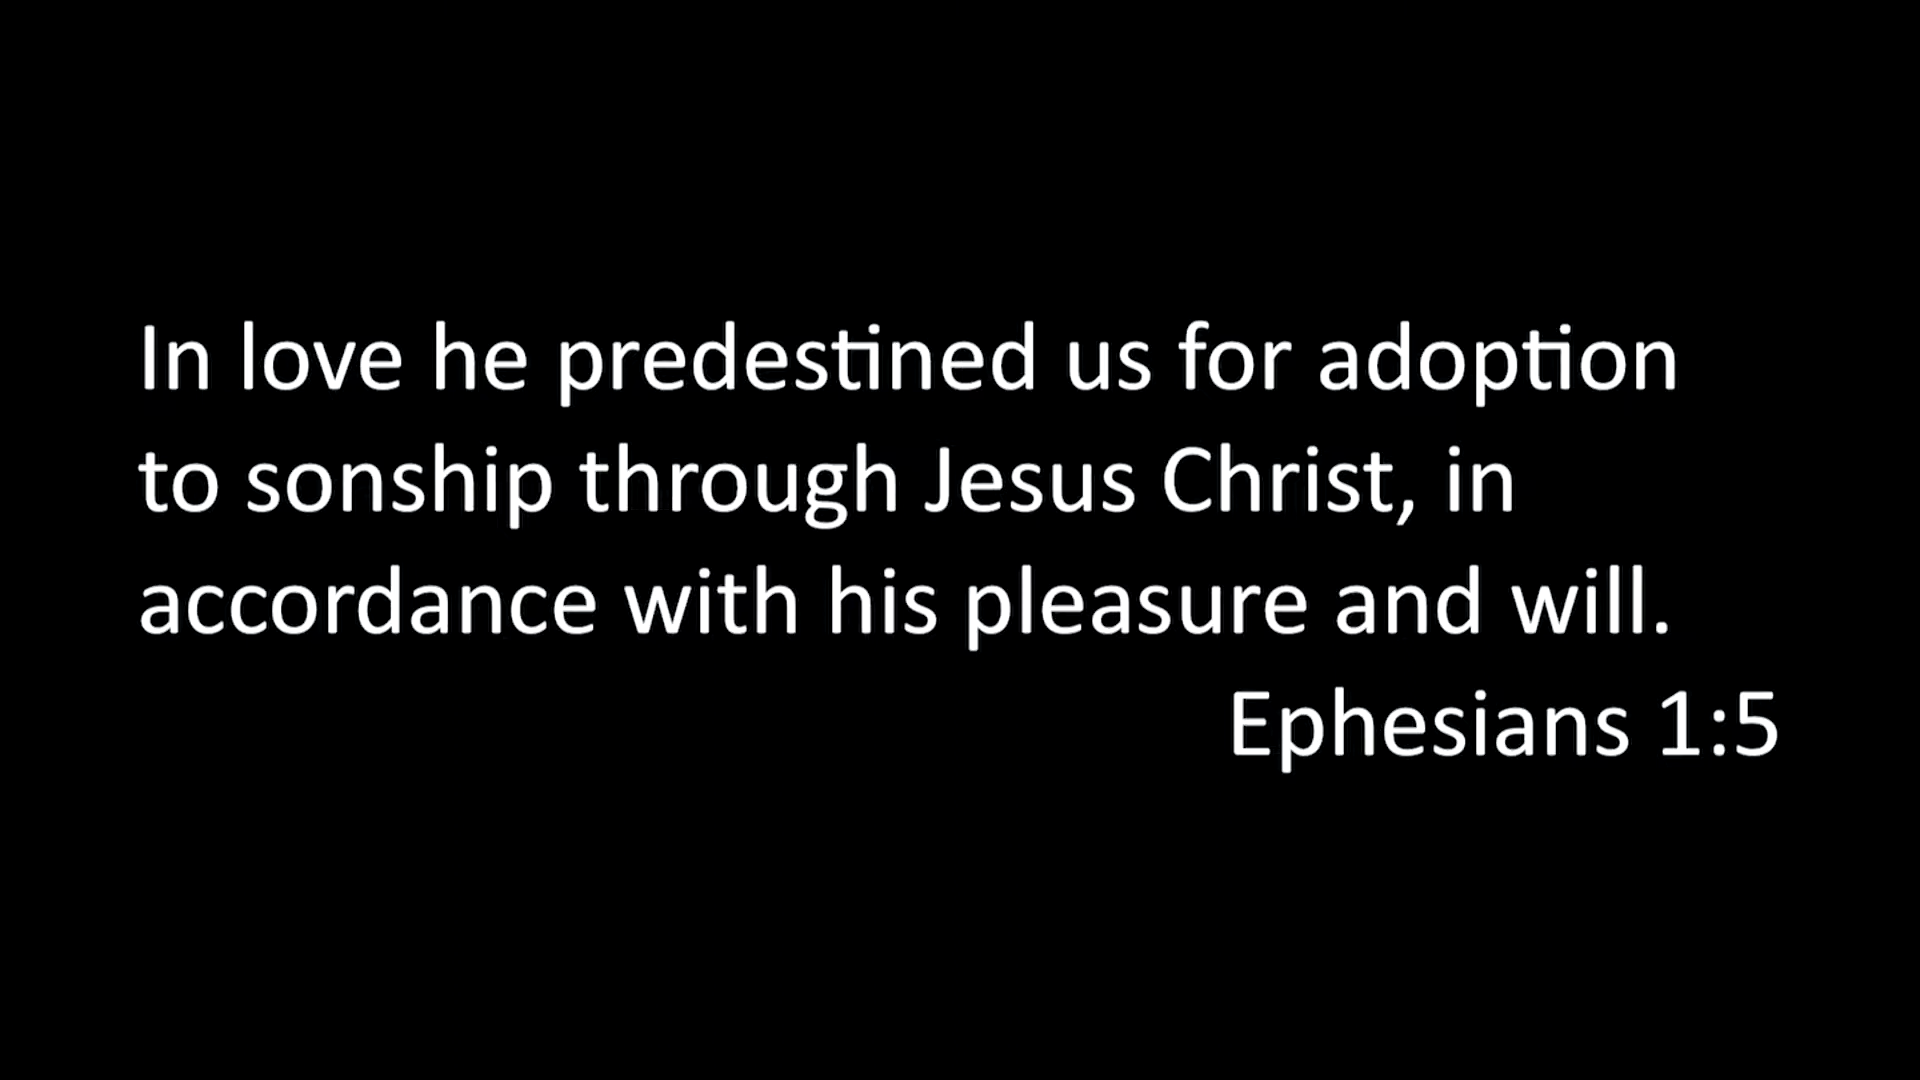 In love he predestined us for adoption
to sonship through Jesus Christ, in
accordance with his pleasure and will.
Ephesians 1:5